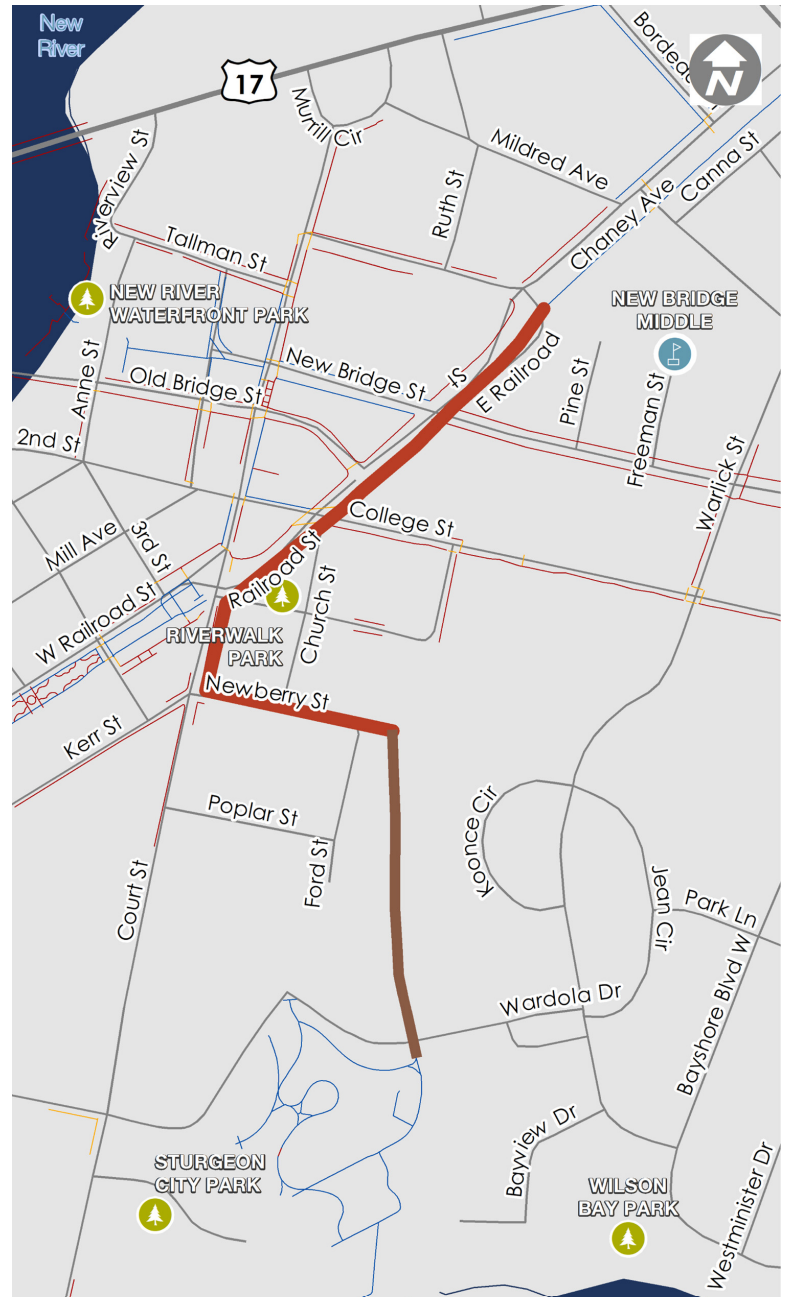 New
River
Bordea
N
17
Murrill Cir
Mildred Ave
Canna St
Riverview St
Ruth St
Chaney Ave
Tallman St
NEW RIVER
WATERFRONT PARK
NEW BRIDGE
MIDDLE
New Bridge St
St
E Railroad
Anne St
Old Bridge St
Pine St
Freeman St
2nd St
Warlick St
College St
Mill Ave
3rd St
Railroad St
W Railroad St
Church St
RIVERWALK
PARK
Newberry St
Kerr St
Poplar St
Koonce Cir
Ford St
Court St
Jean Cir
Park Ln
Wardola Dr
Bayshore Blvd W
Bayview Dr
STURGEON
CITY PARK
WILSON
BAY PARK
Westminister Dr